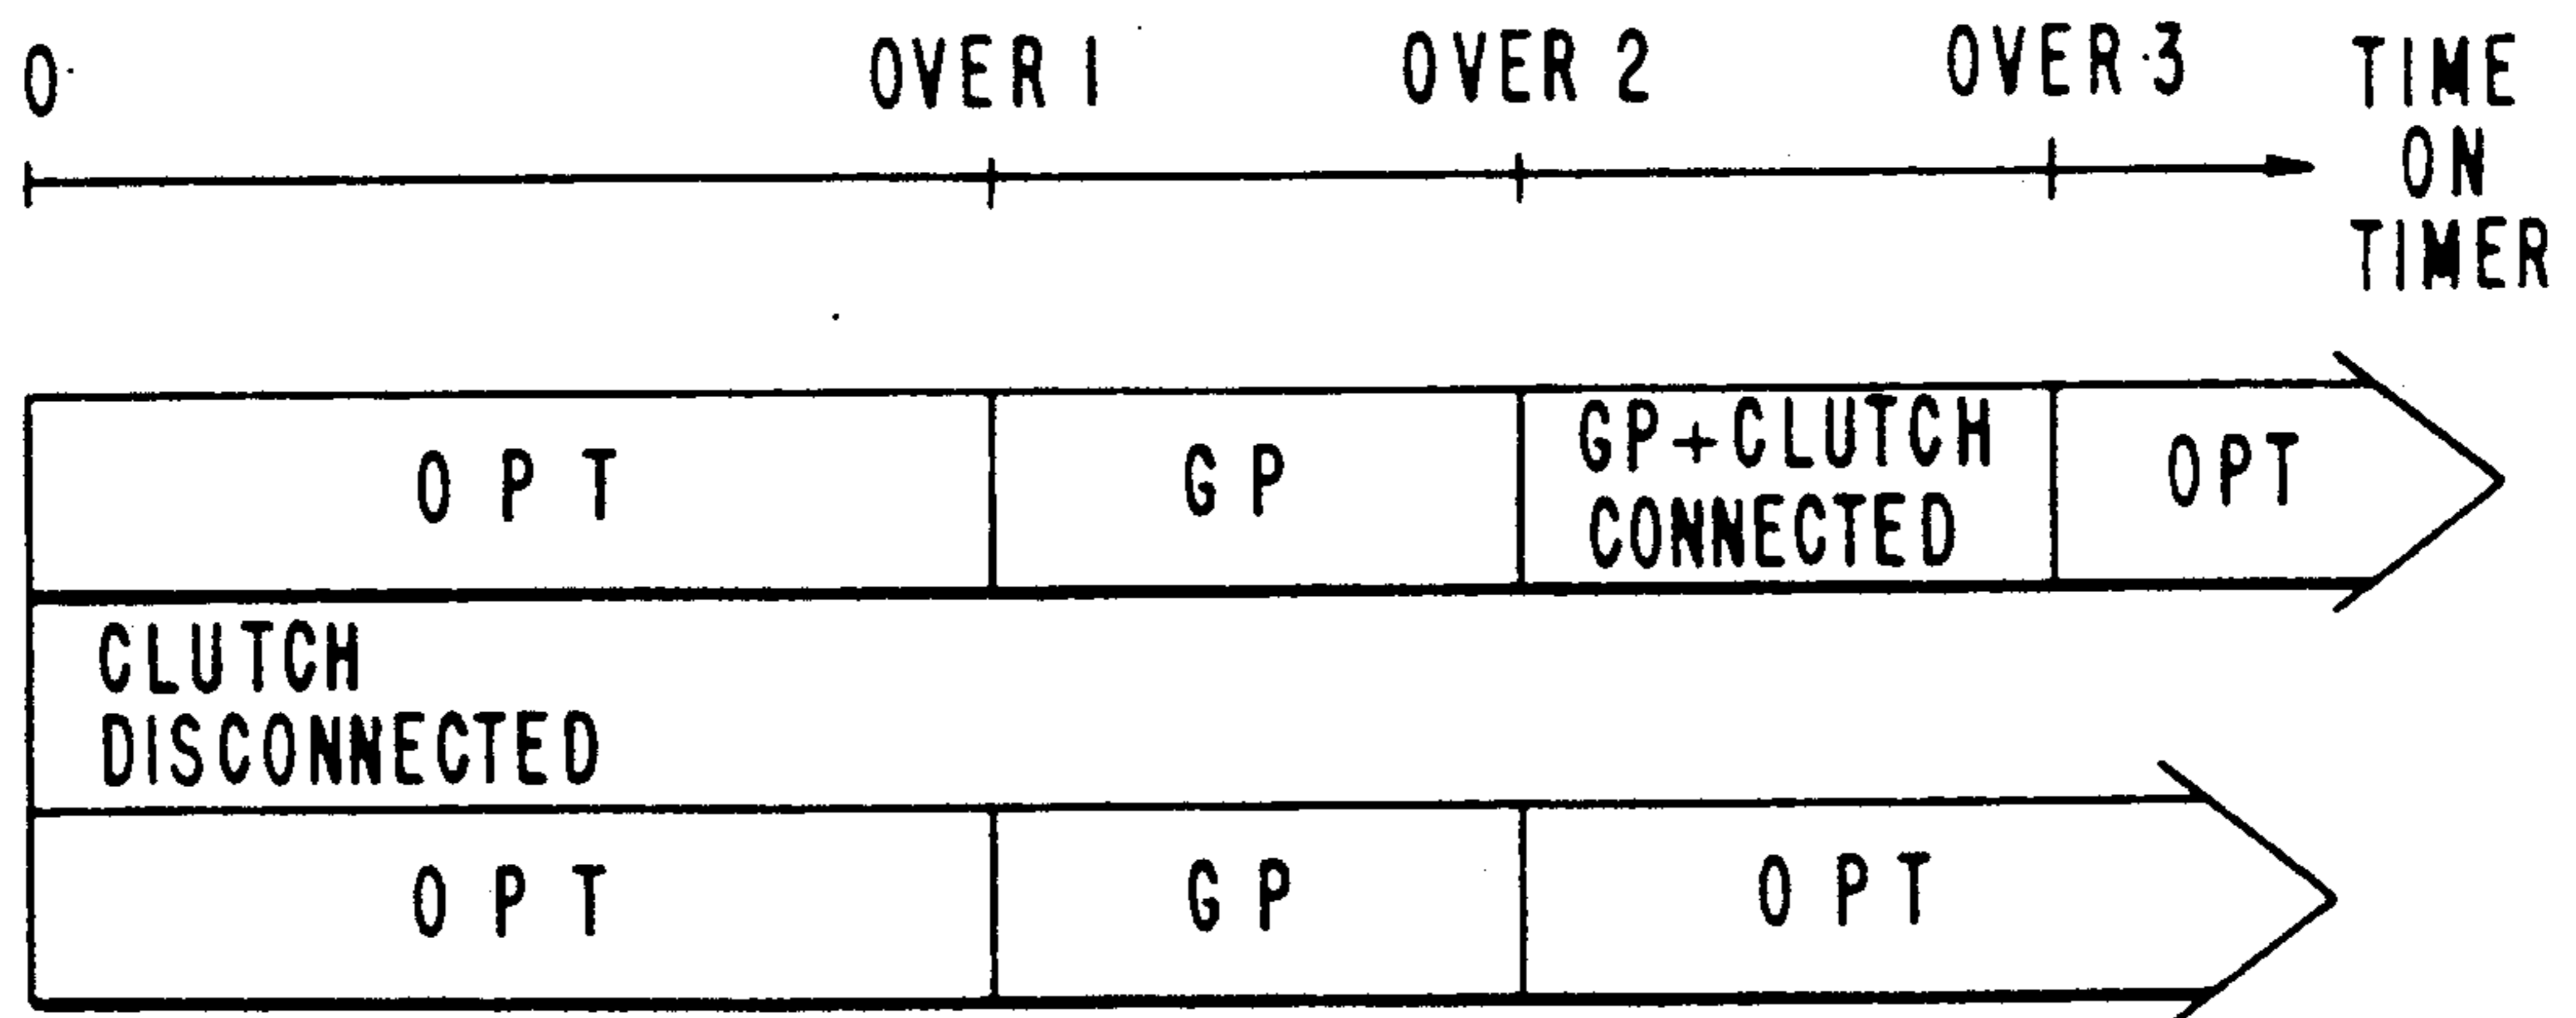 0 OVER 1 OVER 2 OVER 3 TIME
ON
TIMER
OPT GP GP+CLUTCH
CONNECTED OPT
CLUTCH
DISCONNECTED
OPT GP OPT